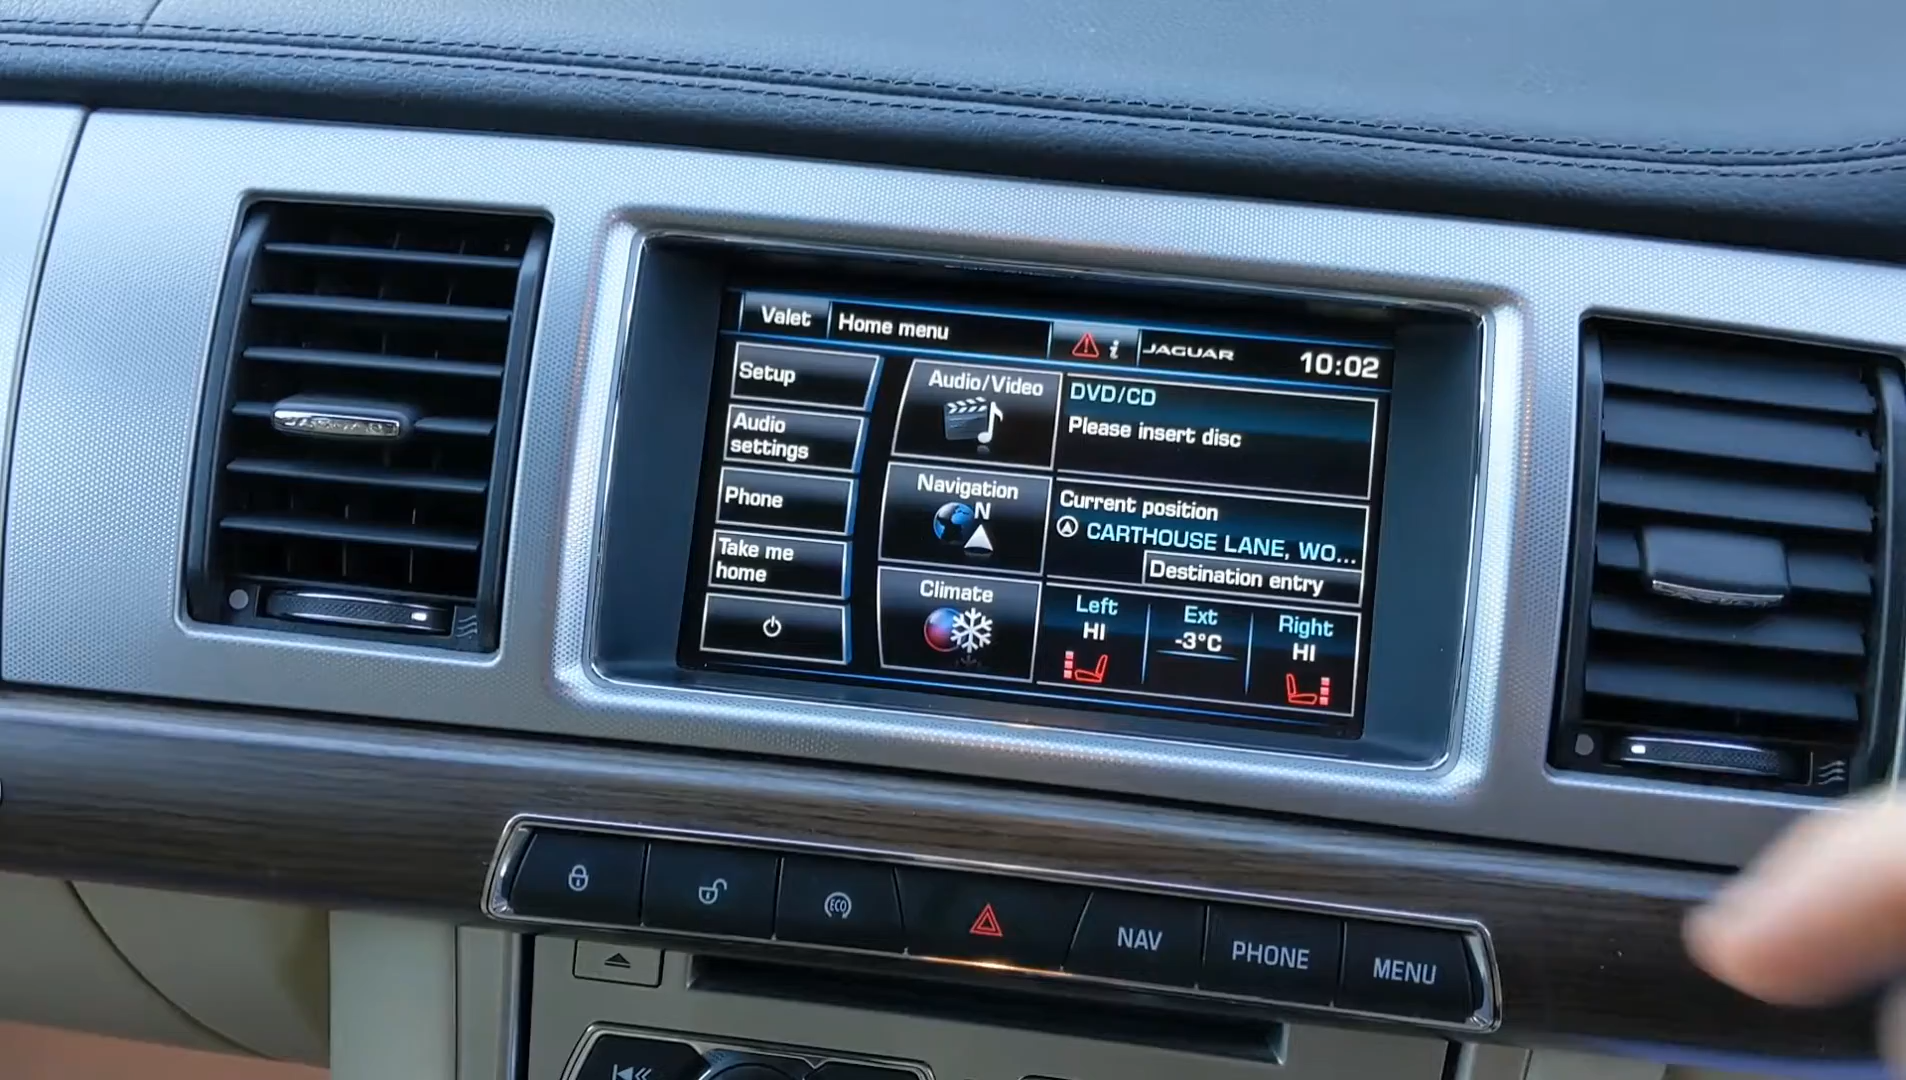 Valet
Home menu
i
JAGUAR
10:02
Setup
Audio
settings
Phone
Take me
home
Audio/Video
Navigation
N
Climate
DVD/CD
Please insert disc
Current position
CARTHOUSE LANE, WO...
Destination entry
Left
HI
Ext
-3°C
Right
HI
ECO
NAV
PHONE
MENU